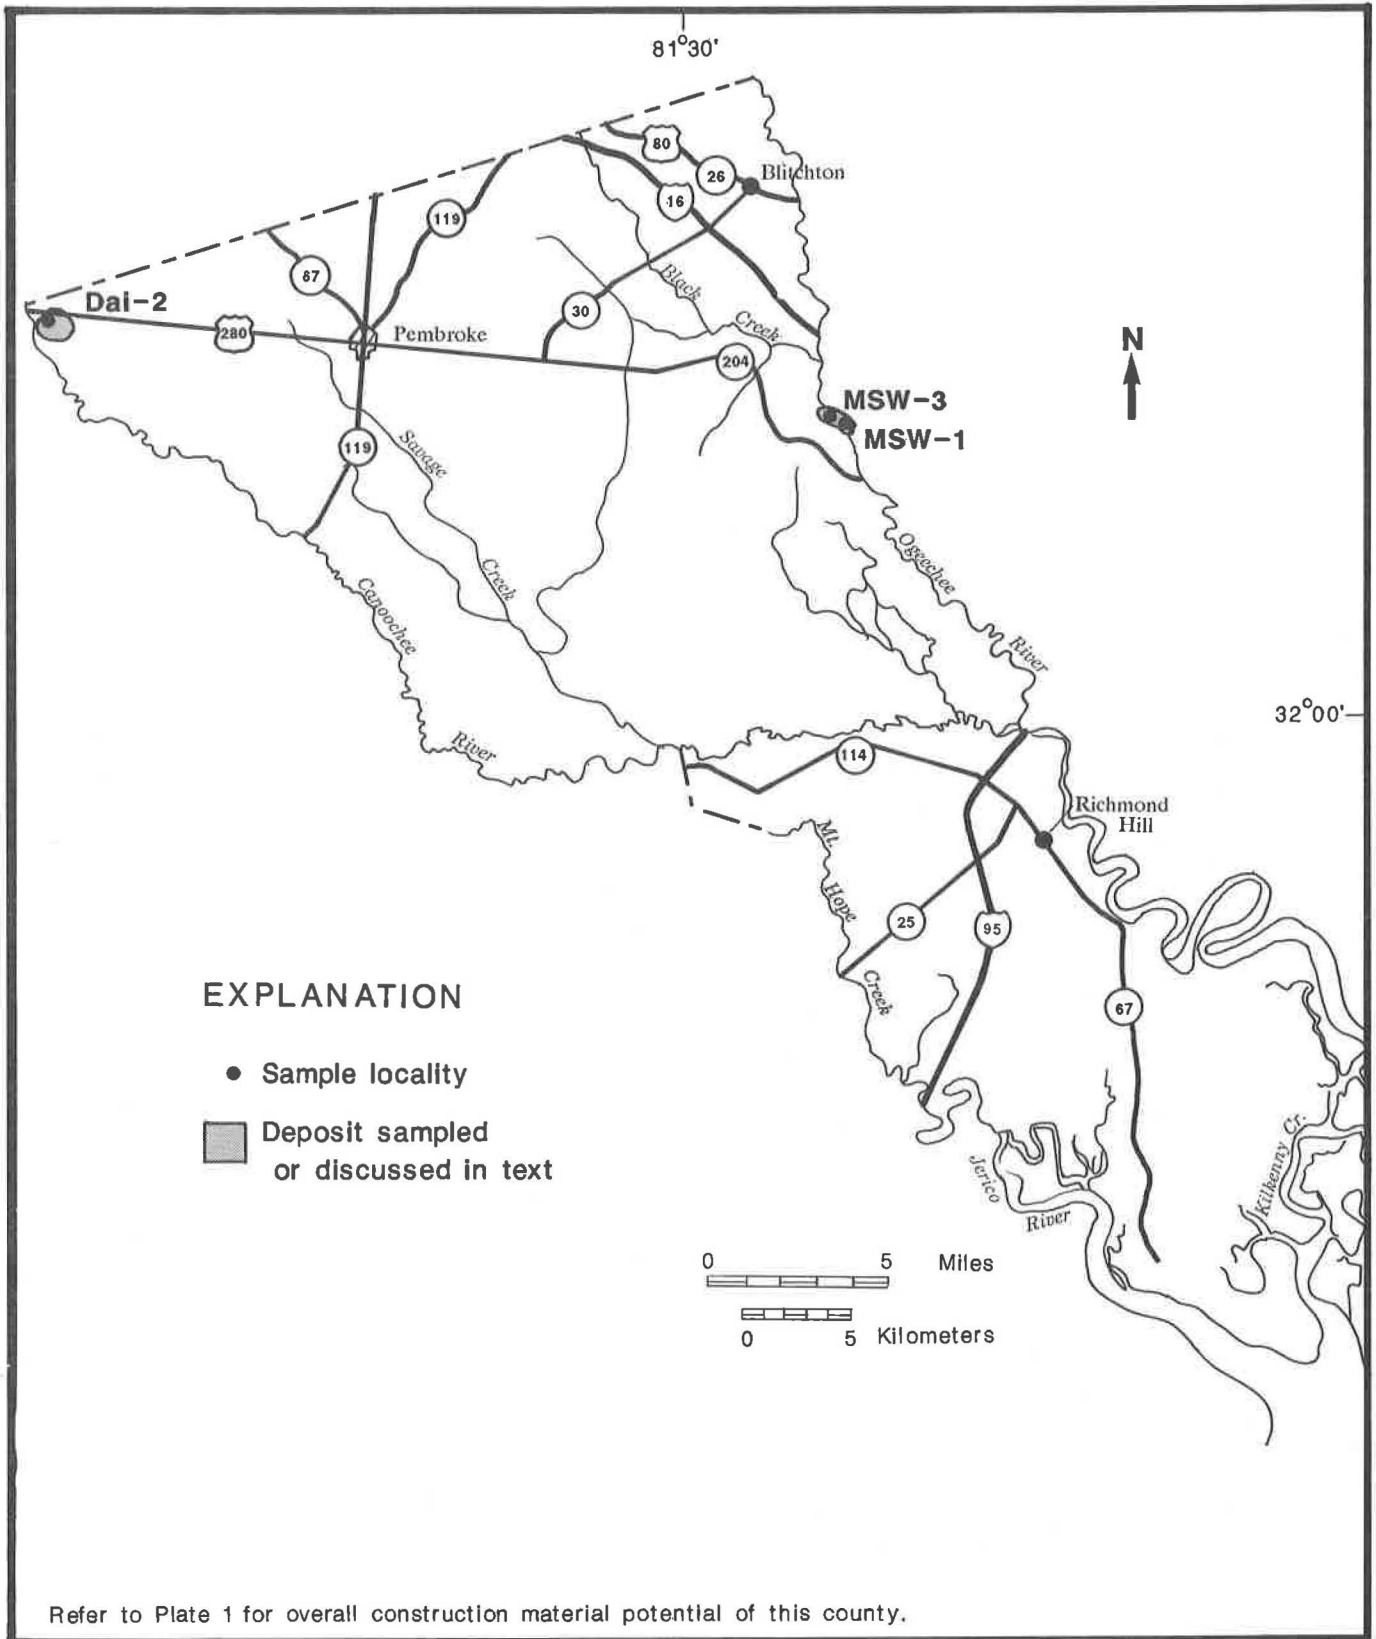 81°30'
80
Blitchton
26
16
119
67
Black
Dai-2
30
Creek
280
Pembroke
N
204
MSW-3
MSW-1
119
Savage
Ogeechee
Creek
Canoochee
River
32°00'
River
114
Richmond
Hill
Mt.
Hope
25
95
Creek
67
EXPLANATION
Sample locality
Deposit sampled
or discussed in text
Kilkenny Cr.
Jerico
River
0 5 Miles
0 5 Kilometers
Refer to Plate 1 for overall construction material potential of this county.